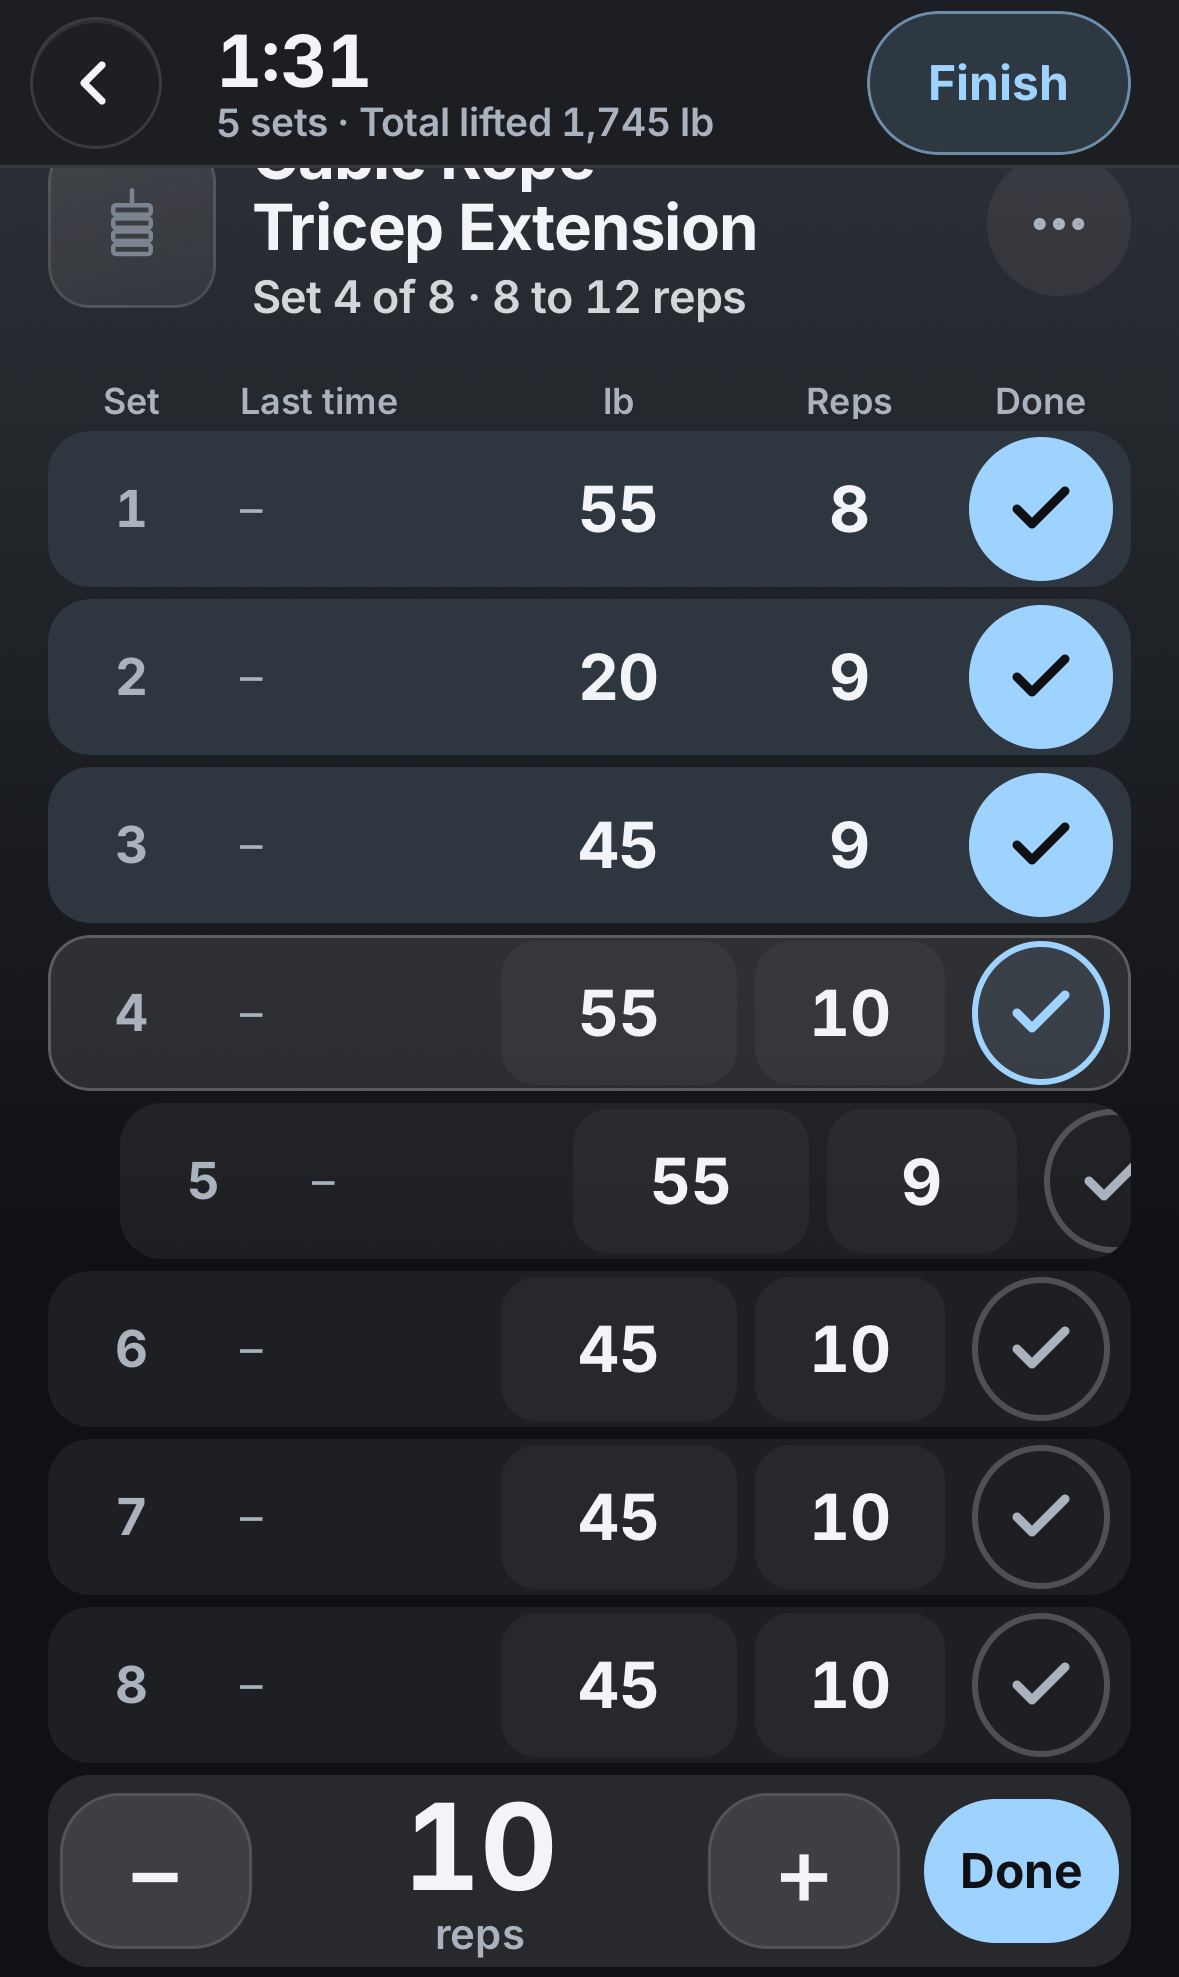 1:31
5 sets · Total lifted 1,745 lb
Finish
Cable Rope
Tricep Extension
Set 4 of 8 · 8 to 12 reps
Set Last time lb Reps Done
1 – 55 8
2 – 20 9
3 – 45 9
4 – 55 10
5 – 55 9
6 – 45 10
7 – 45 10
8 – 45 10
– 10 + Done
reps